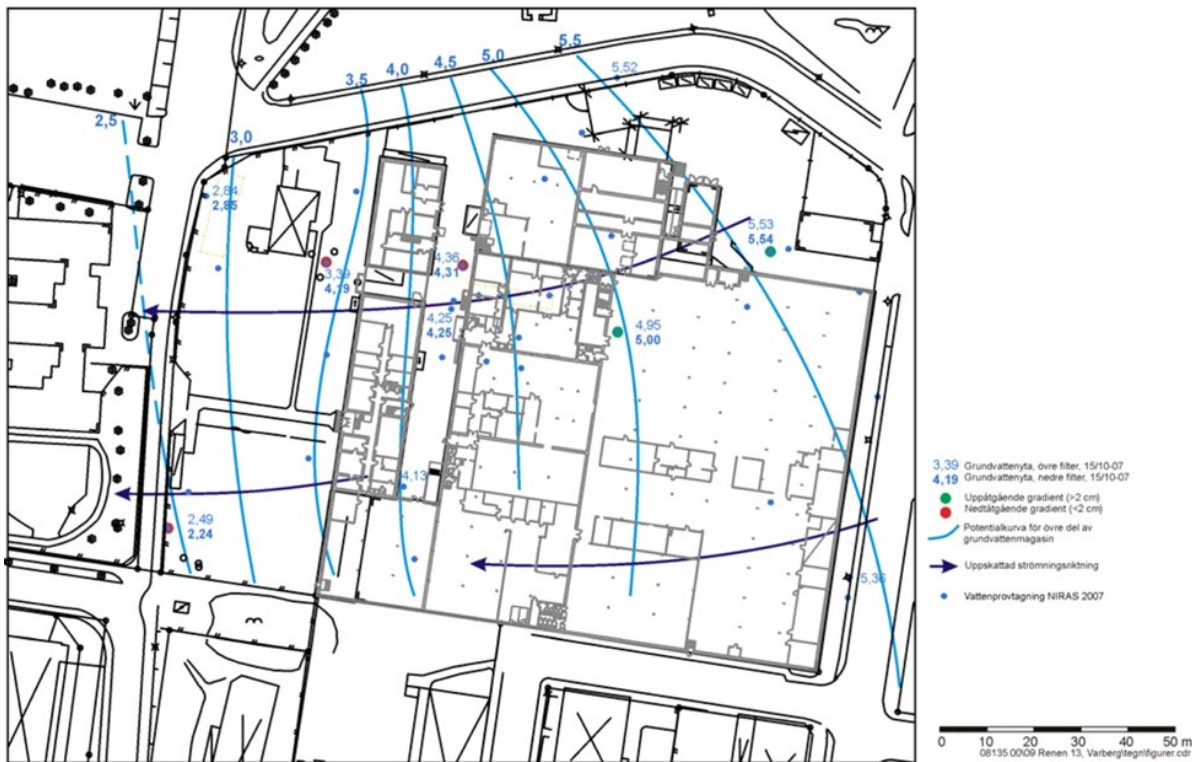 5,5
5,0
4,5
4,0
3,5
5,52
2,5
3,0
2,84
2,85
5,53
5,54
3,39
4,19
4,36
4,31
4,25
4,25
4,95
5,00
4,13
2,49
2,24
5,36
3,39 Grundvattenyta, övre filter, 15/10-07
4,19 Grundvattenyta, nedre filter, 15/10-07
Uppåtgående gradient (>2 cm)
Nedtåtgående gradient (<2 cm)
Potentialkurva för övre del av
grundvattenmagasin
Uppskattad strömningsriktning
Vattenprovtagning NIRAS 2007
0 10 20 30 40 50 m
08135.00\09 Renen 13, Varberg\tegn\figurer.cdr